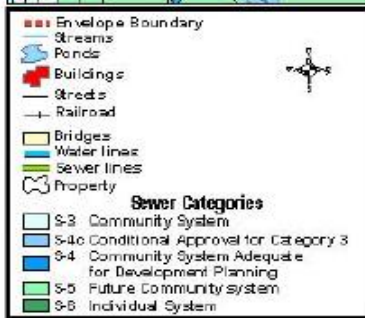 Envelope Boundary
Streams
Ponds
Buildings
Streets
Railroad
Bridges
Water lines
Sewer lines
Property
Sewer Categories
S-3 Community System
S-4c Conditional Approval for Category 3
S-4 Community System Adequate
for Development Planning
S-5 Future Community system
S-6 Individual System